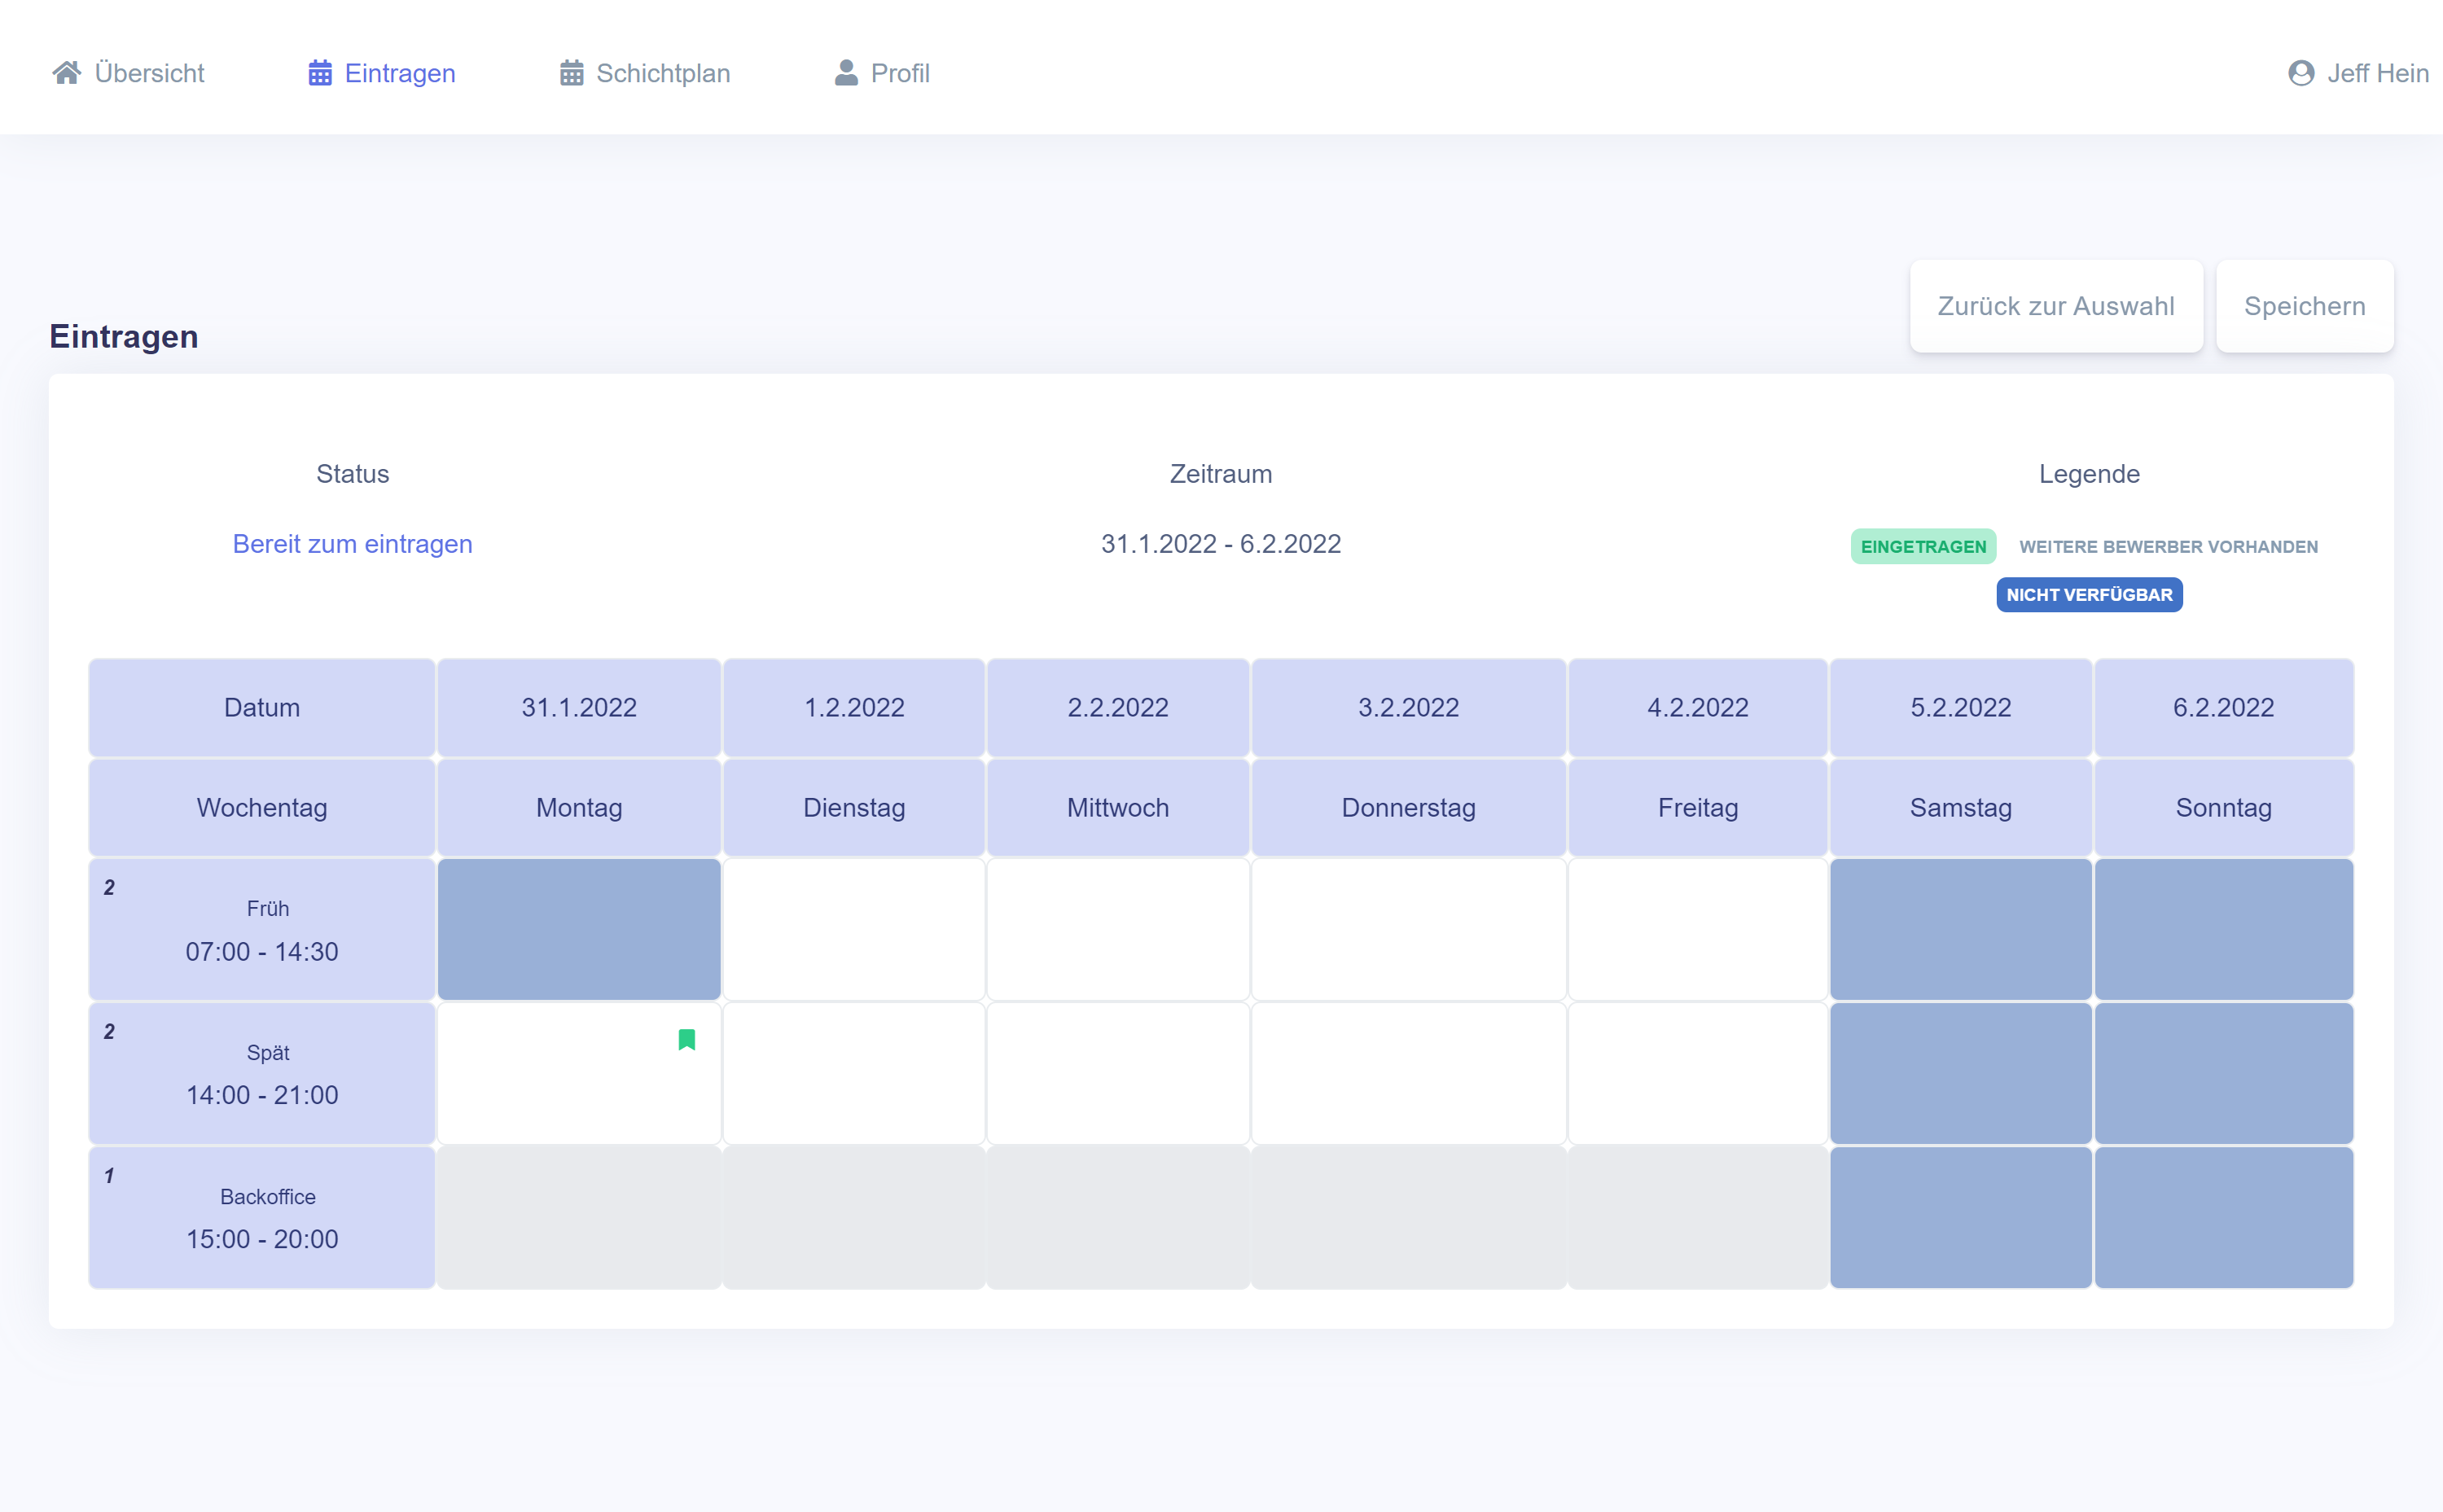 Übersicht Eintragen Schichtplan Profil Jeff Hein
Zurück zur Auswahl Speichern
Eintragen
Status Zeitraum Legende
Bereit zum eintragen 31.1.2022 - 6.2.2022 EINGETRAGEN WEITERE BEWERBER VORHANDEN
NICHT VERFÜGBAR
Datum 31.1.2022 1.2.2022 2.2.2022 3.2.2022 4.2.2022 5.2.2022 6.2.2022
Wochentag Montag Dienstag Mittwoch Donnerstag Freitag Samstag Sonntag
2
Früh
07:00 - 14:30
2
Spät
14:00 - 21:00
1
Backoffice
15:00 - 20:00